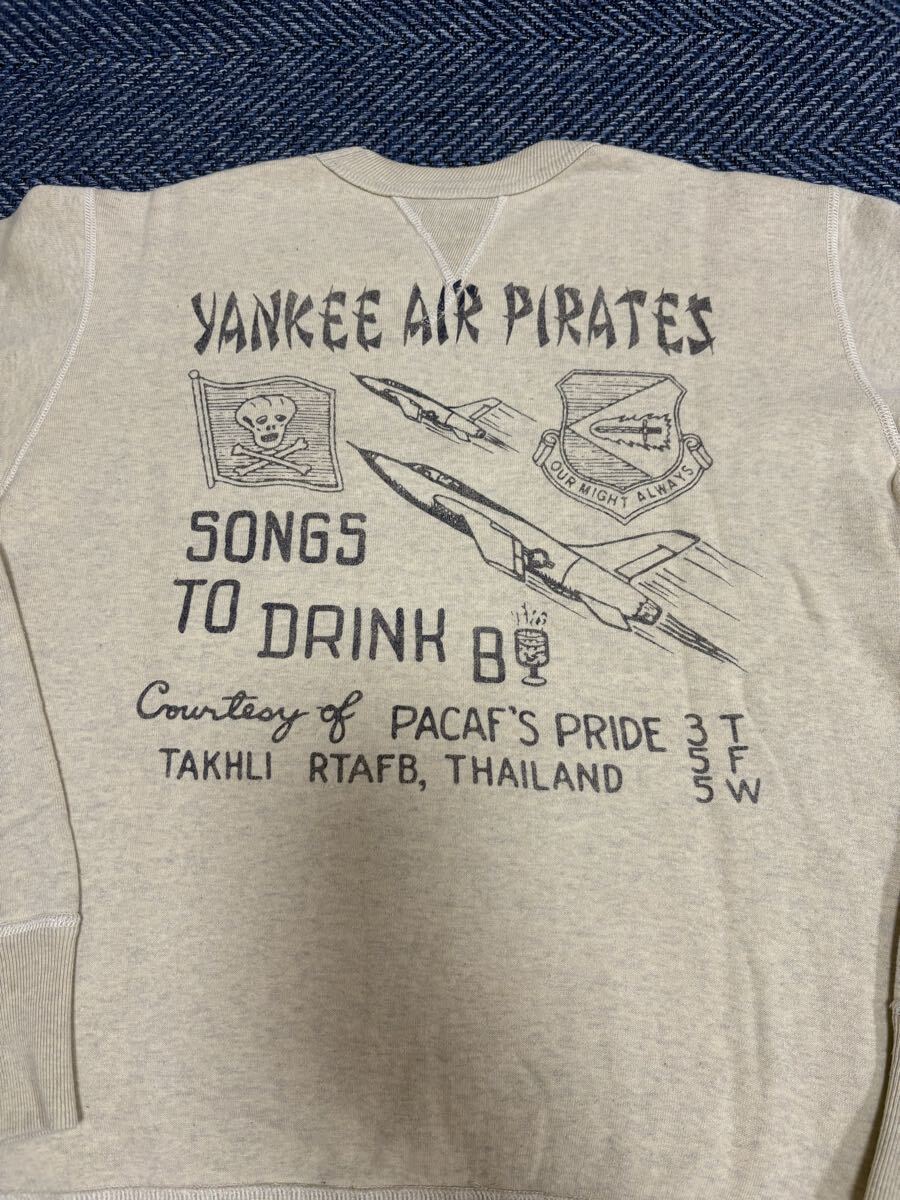 YANKEE AIR PIRATES
OUR MIGHT ALWAYS
SONGS
TO DRINK BY
Courtesy of PACAF'S PRIDE 3 T
TAKHLI RTAFB, THAILAND 5 F
5 W